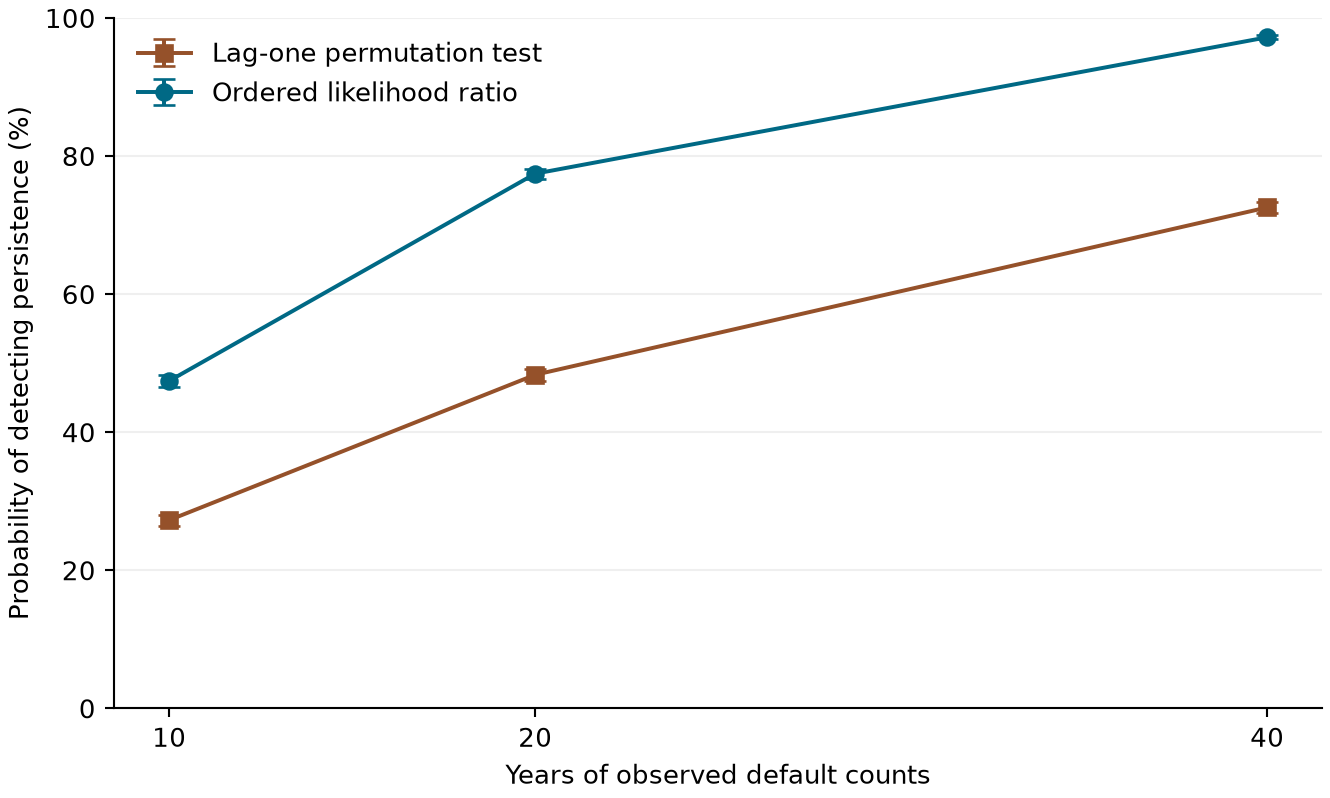 Probability of detecting persistence (%)
100
80
60
40
20
0
Lag-one permutation test
Ordered likelihood ratio
10 20 40
Years of observed default counts